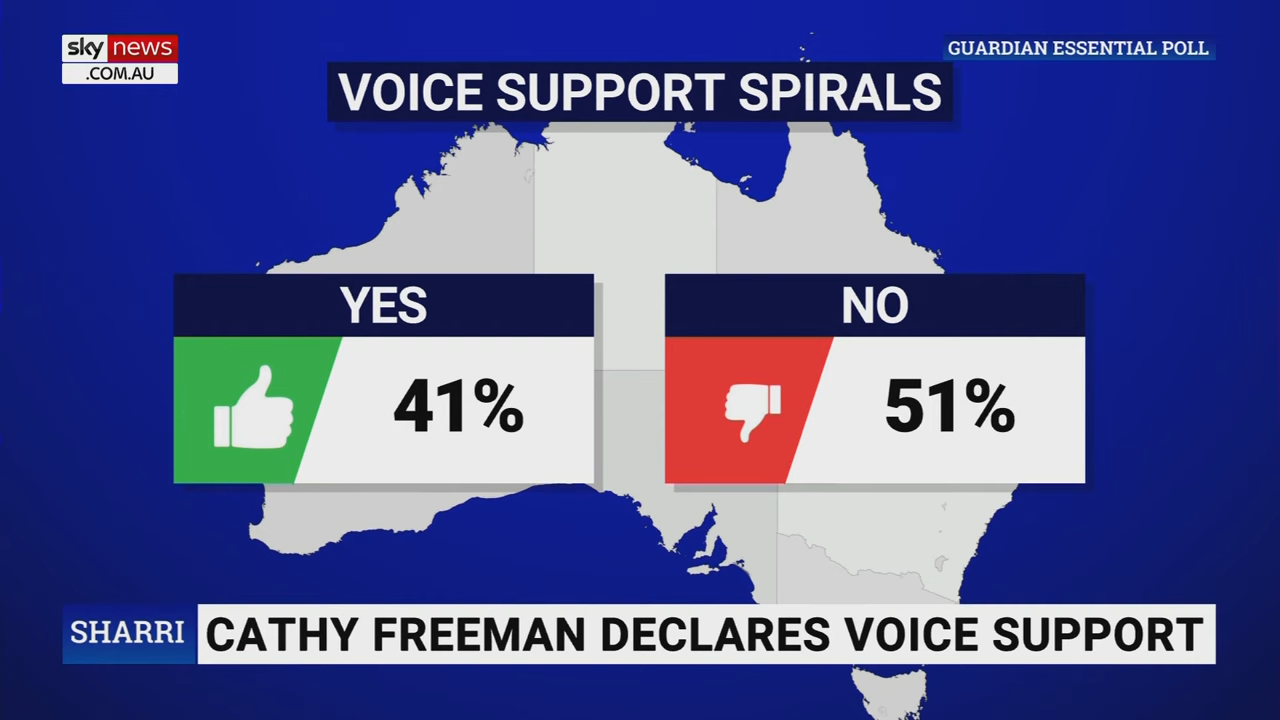 sky news
.COM.AU
GUARDIAN ESSENTIAL POLL
VOICE SUPPORT SPIRALS
YES
41%
NO
51%
SHARRI
CATHY FREEMAN DECLARES VOICE SUPPORT